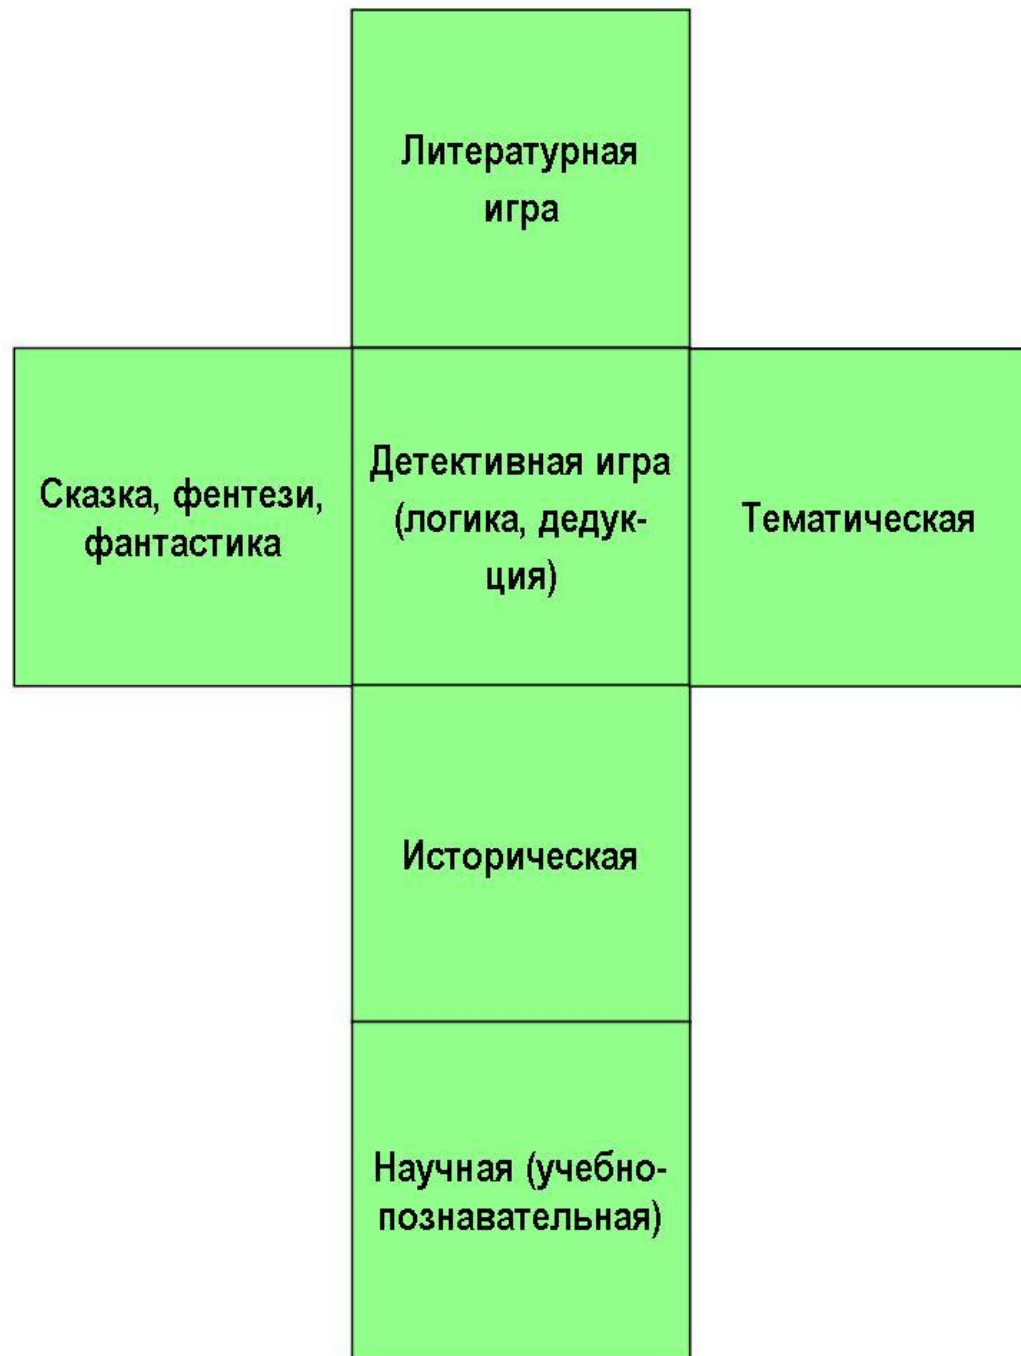 Литературная
игра
Сказка, фентези,
фантастика
Детективная игра
(логика, дедук-
ция)
Тематическая
Историческая
Научная (учебно-
познавательная)